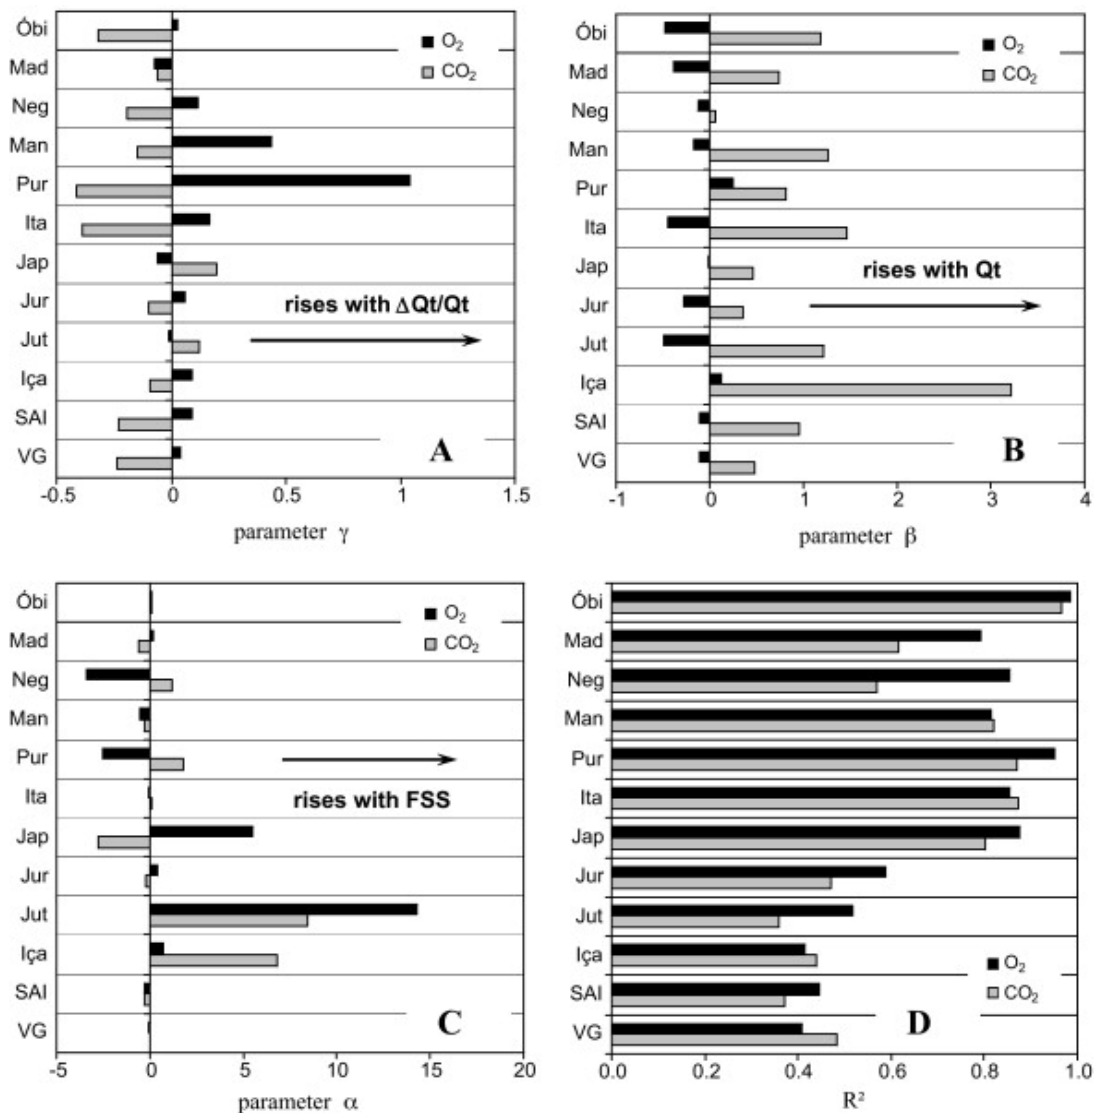 Óbi
Mad
Neg
Man
Pur
Ita
Jap
Jur
Jut
Iça
SAI
VG
O₂
CO₂
rises with ΔQt/Qt
A
-0.5 0 0.5 1 1.5
parameter γ
Óbi
Mad
Neg
Man
Pur
Ita
Jap
Jur
Jut
Iça
SAI
VG
O₂
CO₂
rises with Qt
B
-1 0 1 2 3 4
parameter β
Óbi
Mad
Neg
Man
Pur
Ita
Jap
Jur
Jut
Iça
SAI
VG
O₂
CO₂
rises with FSS
C
-5 0 5 10 15 20
parameter α
Óbi
Mad
Neg
Man
Pur
Ita
Jap
Jur
Jut
Iça
SAI
VG
O₂
CO₂
D
0.0 0.2 0.4 0.6 0.8 1.0
R²